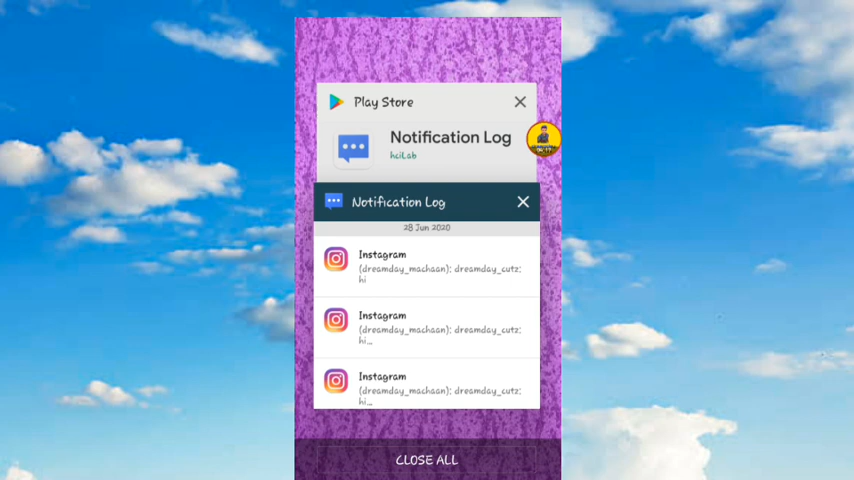 Play Store
Notification Log
hciLab
Notification Log
28 Jun 2020
Instagram
(dreamday_machaan): dreamday_cutz:
hi
Instagram
(dreamday_machaan): dreamday_cutz:
hi...
Instagram
(dreamday_machaan): dreamday_cutz:
hi...
CLOSE ALL